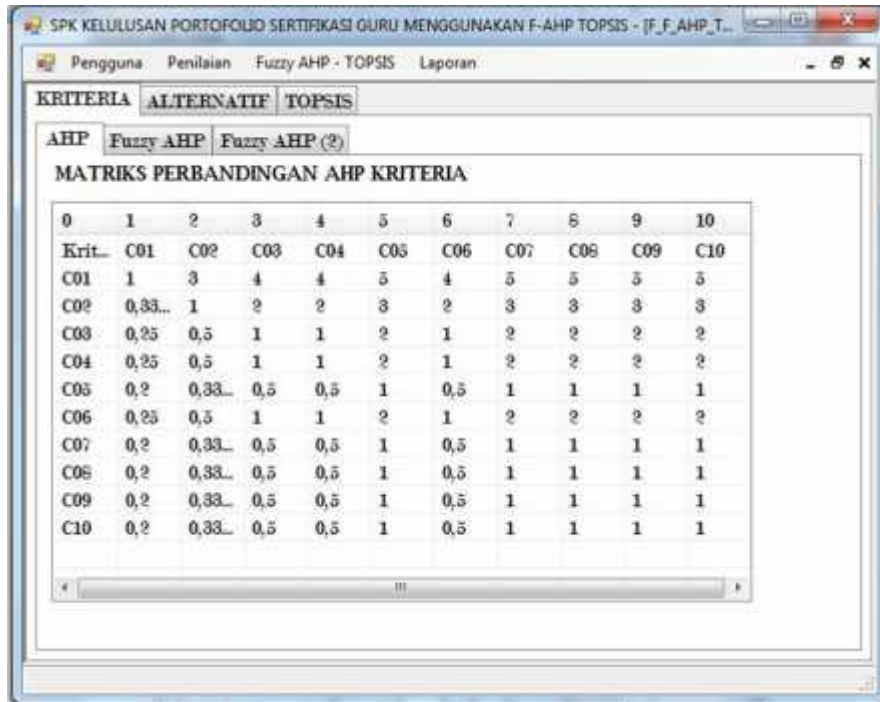 SPK KELULUSAN PORTOFOLIO SERTIFIKASI GURU MENGGUNAKAN F-AHP TOPSIS - [F_F_AHP_T...
Pengguna Penilaian Fuzzy AHP - TOPSIS Laporan
KRITERIA ALTERNATIF TOPSIS
AHP Fuzzy AHP Fuzzy AHP (2)
MATRIKS PERBANDINGAN AHP KRITERIA
0 1 2 3 4 5 6 7 8 9 10
Krit... C01 C02 C03 C04 C05 C06 C07 C08 C09 C10
C01 1 3 4 4 5 4 5 5 5 5
C02 0,33... 1 2 2 3 2 3 3 3 3
C03 0,25 0,5 1 1 2 1 2 2 2 2
C04 0,25 0,5 1 1 2 1 2 2 2 2
C05 0,2 0,33... 0,5 0,5 1 0,5 1 1 1 1
C06 0,25 0,5 1 1 2 1 2 2 2 2
C07 0,2 0,33... 0,5 0,5 1 0,5 1 1 1 1
C08 0,2 0,33... 0,5 0,5 1 0,5 1 1 1 1
C09 0,2 0,33... 0,5 0,5 1 0,5 1 1 1 1
C10 0,2 0,33... 0,5 0,5 1 0,5 1 1 1 1